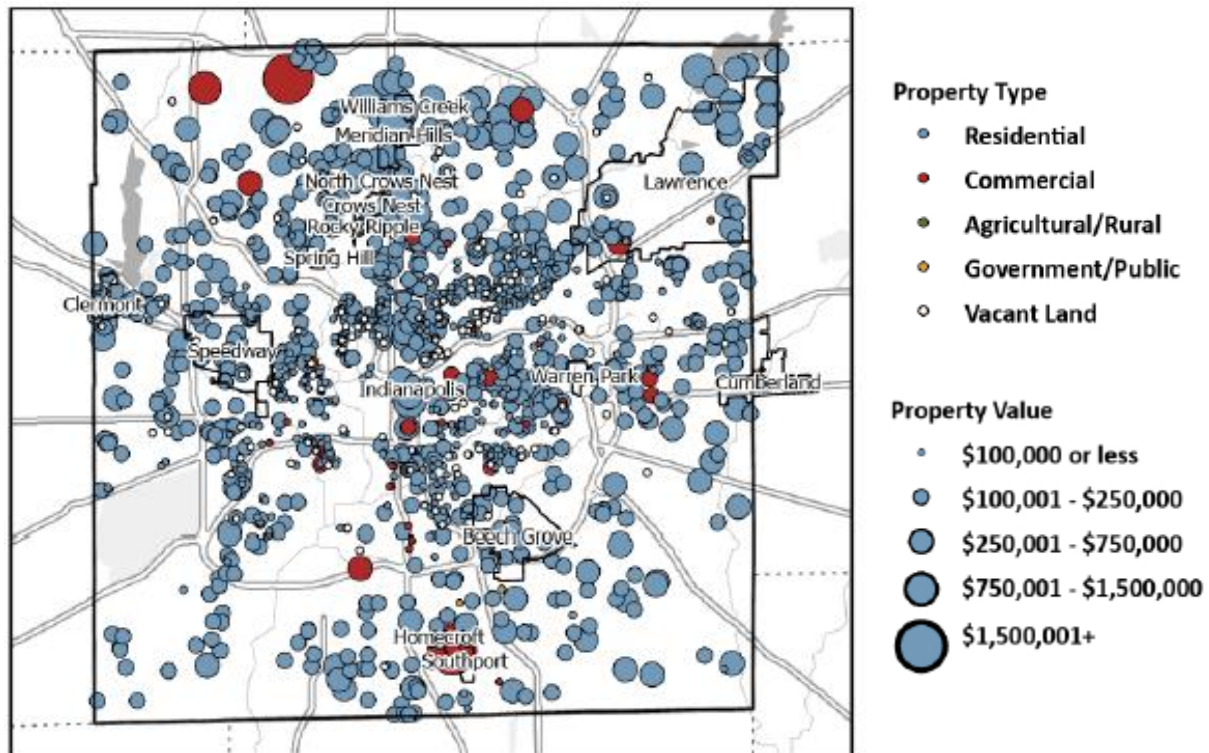 Williams Creek
Meridian Hills
North Crows Nest
Crows Nest
Rocky Ripple
Spring Hill
Lawrence
Clermont
Speedway
Indianapolis
Warren Park
Cumberland
Beech Grove
Homecroft
Southport
Property Type
Residential
Commercial
Agricultural/Rural
Government/Public
Vacant Land
Property Value
$100,000 or less
$100,001 - $250,000
$250,001 - $750,000
$750,001 - $1,500,000
$1,500,001+